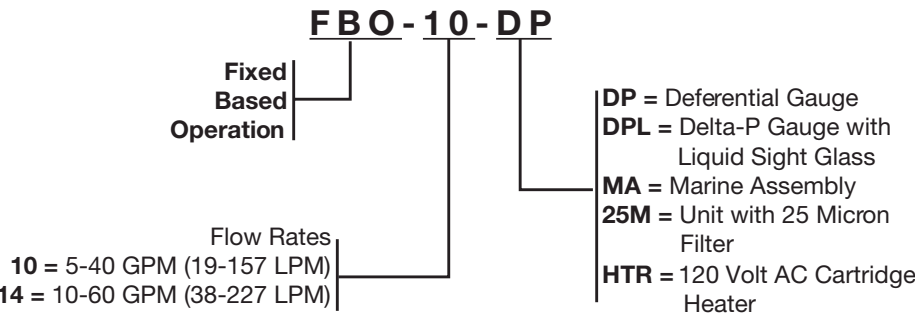 FBO-10-DP
Fixed
Based
Operation
DP = Deferential Gauge
DPL = Delta-P Gauge with
Liquid Sight Glass
MA = Marine Assembly
25M = Unit with 25 Micron
Filter
HTR = 120 Volt AC Cartridge
Heater
Flow Rates
10 = 5-40 GPM (19-157 LPM)
14 = 10-60 GPM (38-227 LPM)